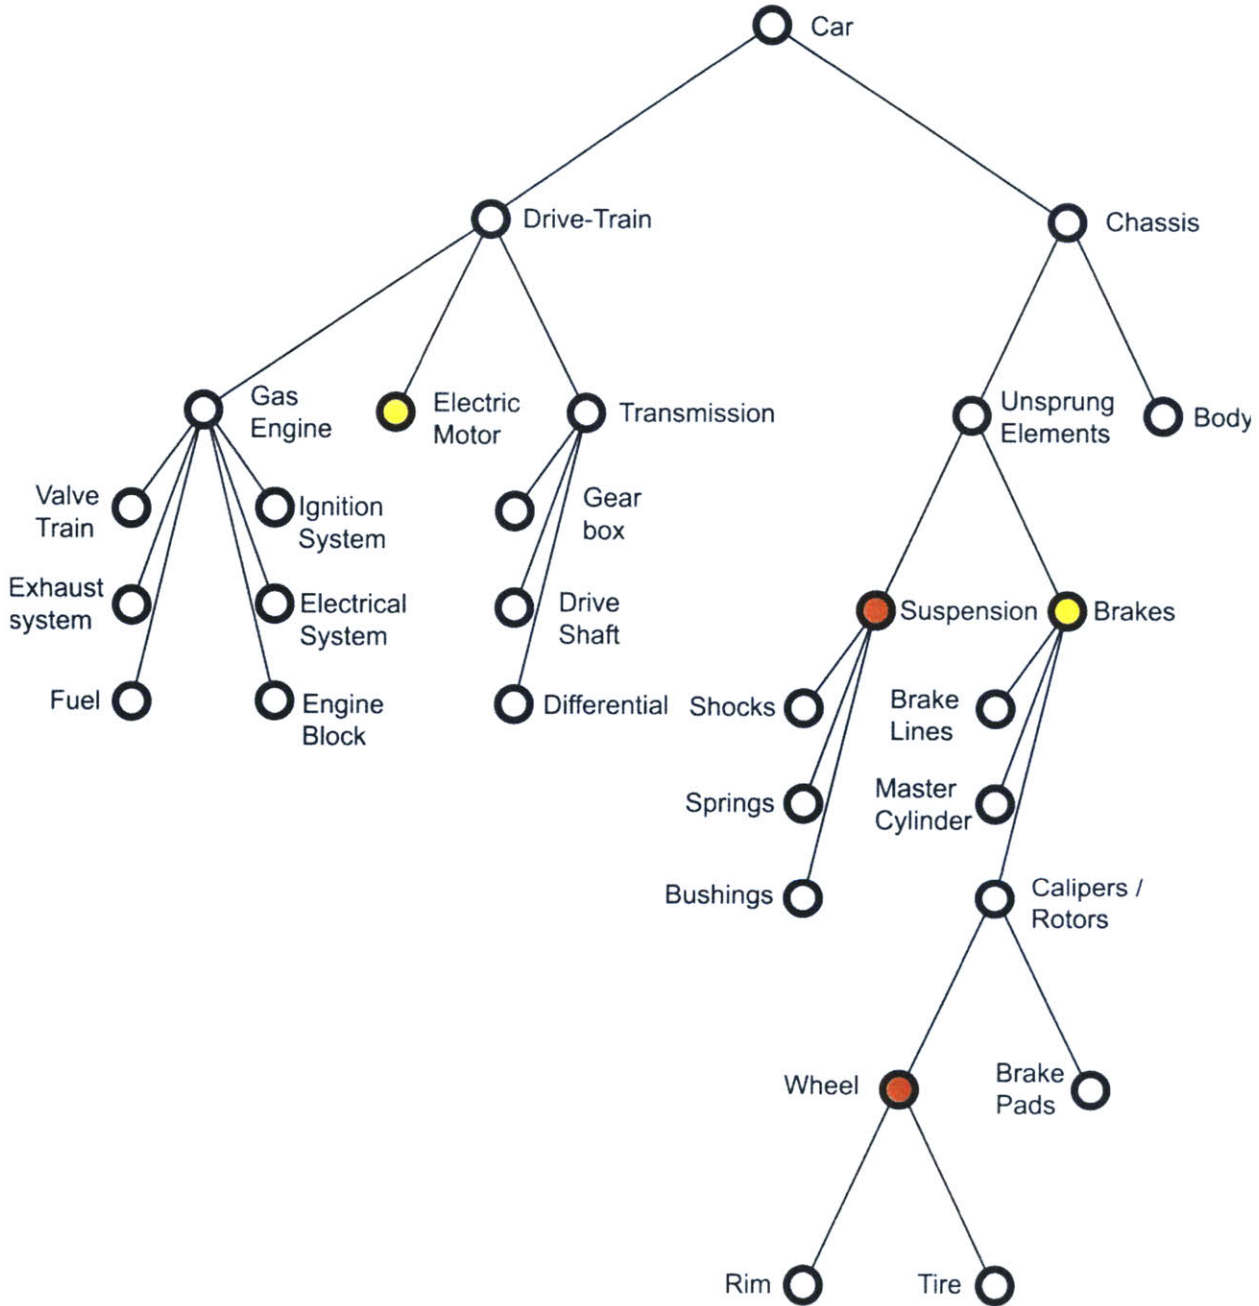 Car
Drive-Train
Chassis
Gas
Engine
Electric
Motor
Transmission
Unsprung
Elements
Body
Valve
Train
Ignition
System
Gear
box
Exhaust
system
Electrical
System
Drive
Shaft
Suspension
Brakes
Fuel
Engine
Block
Differential
Shocks
Brake
Lines
Springs
Master
Cylinder
Bushings
Calipers /
Rotors
Wheel
Brake
Pads
Rim
Tire